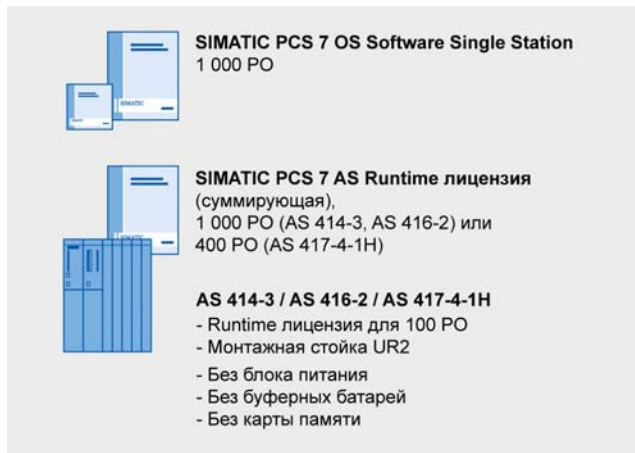 SIMATIC PCS 7 OS Software Single Station
1 000 PO
SIMATIC
SIMATIC
SIMATIC PCS 7 AS Runtime лицензия
(суммирующая),
1 000 PO (AS 414-3, AS 416-2) или
400 PO (AS 417-4-1H)
AS 414-3 / AS 416-2 / AS 417-4-1H
- Runtime лицензия для 100 PO
- Монтажная стойка UR2
- Без блока питания
- Без буферных батарей
- Без карты памяти